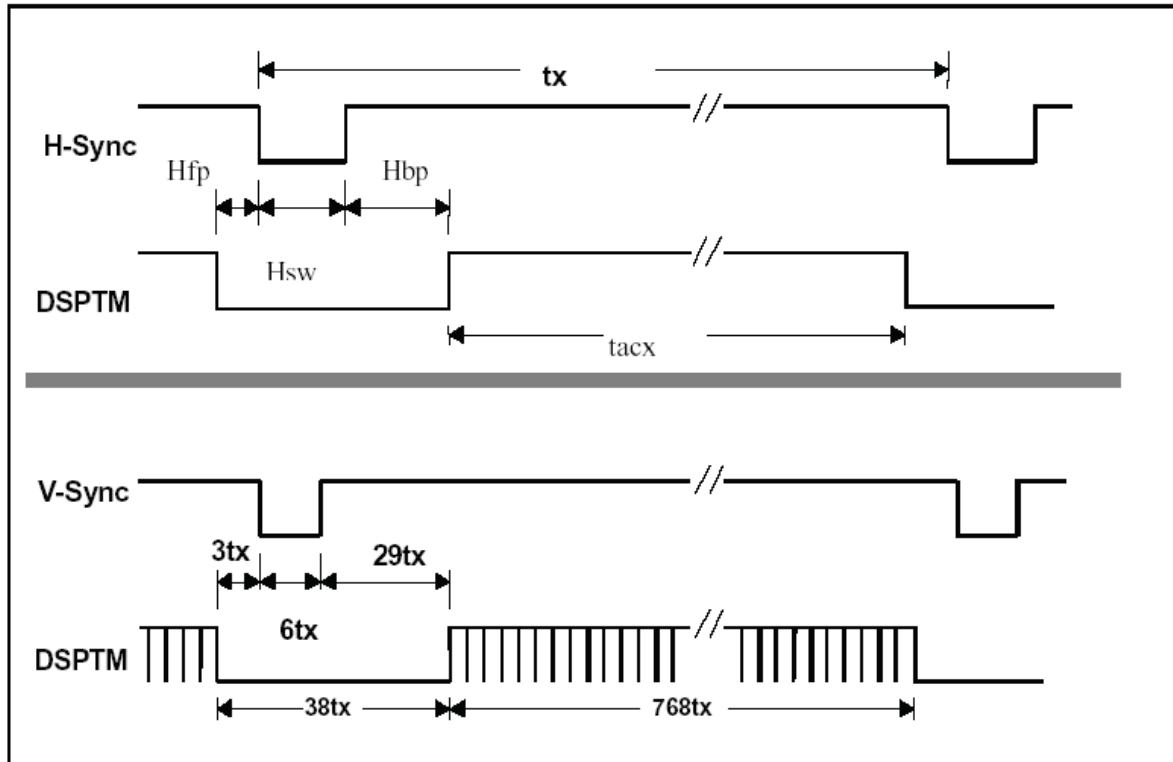 tx
H-Sync
Hfp
Hbp
Hsw
DSPTM
tacx
V-Sync
3tx
29tx
6tx
DSPTM
38tx
768tx